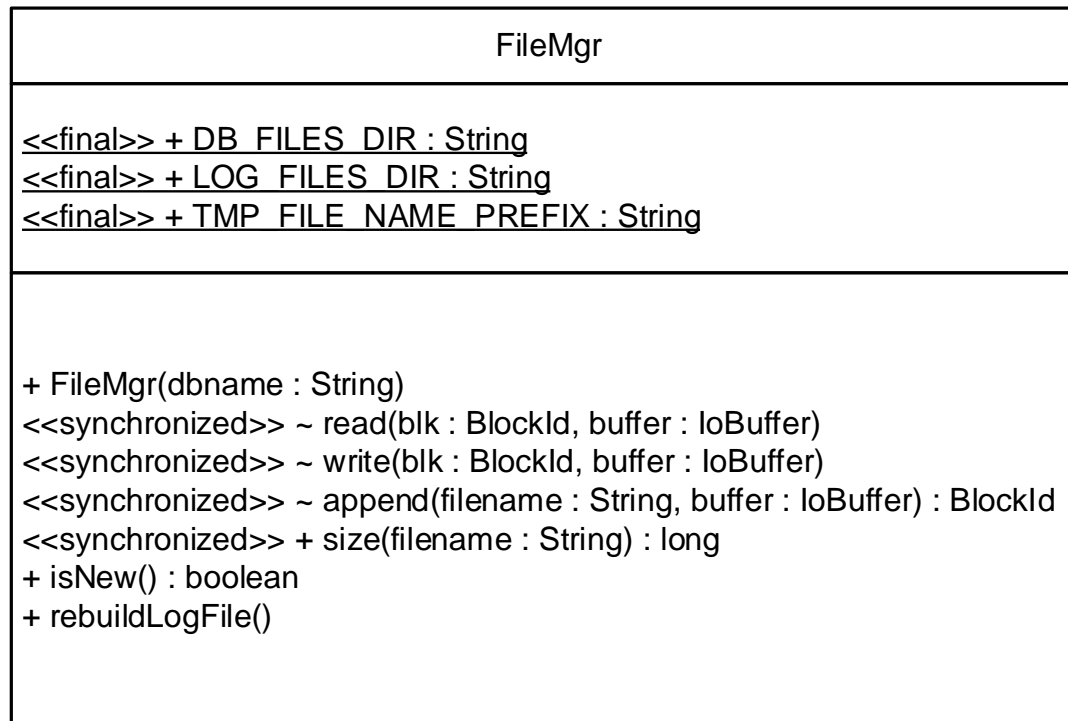 FileMgr
<<final>> + DB_FILES_DIR : String
<<final>> + LOG_FILES_DIR : String
<<final>> + TMP_FILE_NAME_PREFIX : String
+ FileMgr(dbname : String)
<<synchronized>> ~ read(blk : BlockId, buffer : IoBuffer)
<<synchronized>> ~ write(blk : BlockId, buffer : IoBuffer)
<<synchronized>> ~ append(filename : String, buffer : IoBuffer) : BlockId
<<synchronized>> + size(filename : String) : long
+ isNew() : boolean
+ rebuildLogFile()